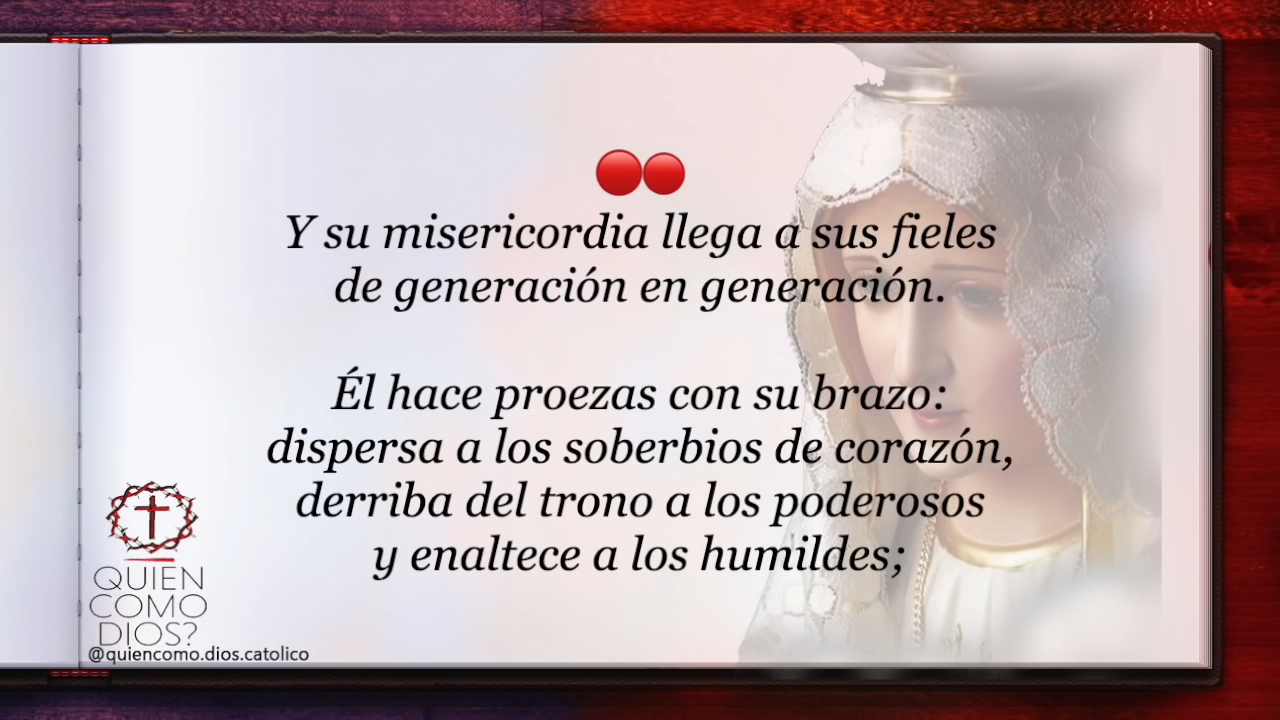 Y su misericordia llega a sus fieles
de generación en generación.
Él hace proezas con su brazo:
dispersa a los soberbios de corazón,
derriba del trono a los poderosos
y enaltece a los humildes;
QUIEN
COMO
DIOS?
@quiencomo.dios.catolico